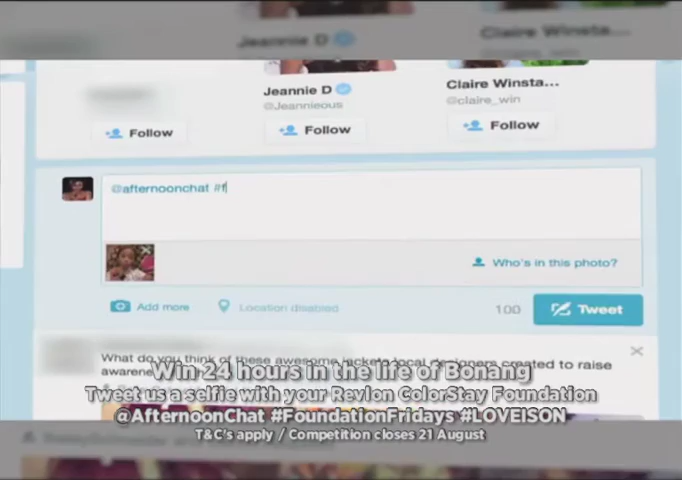 Jeannie D
Claire Winsta...
Jeannie D
@Jeannieous
Claire Winsta...
@claire_win
Follow
Follow
Follow
@afternoonchat #f
Who's in this photo?
Add more
Location disabled
100
Tweet
What do you think of these awesome jackets local designers created to raise
awarene
Win 24 hours in the life of Bonang
Tweet us a selfie with your Revlon ColorStay Foundation
@AfternoonChat #FoundationFridays #LOVEISON
T&C's apply / Competition closes 21 August